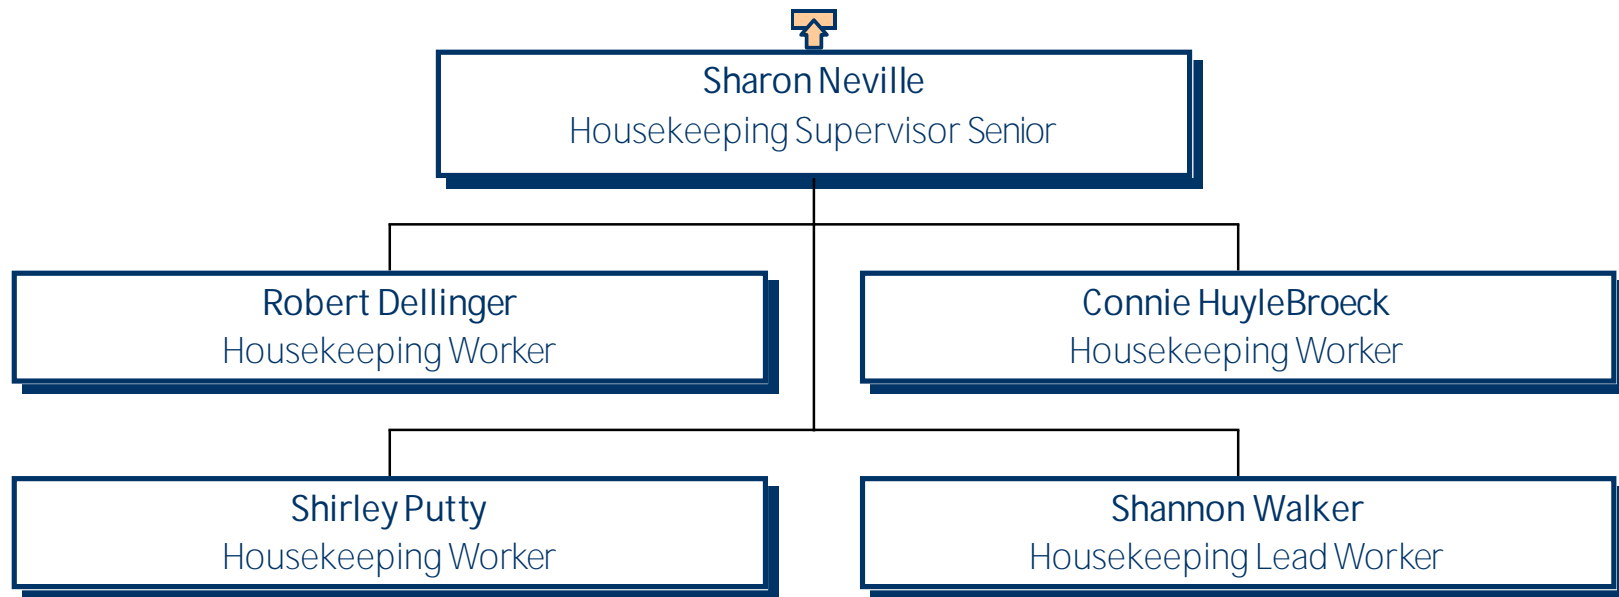 Sharon Neville
Housekeeping Supervisor Senior
Robert Dellinger
Housekeeping Worker
Connie HuyleBroeck
Housekeeping Worker
Shirley Putty
Housekeeping Worker
Shannon Walker
Housekeeping Lead Worker